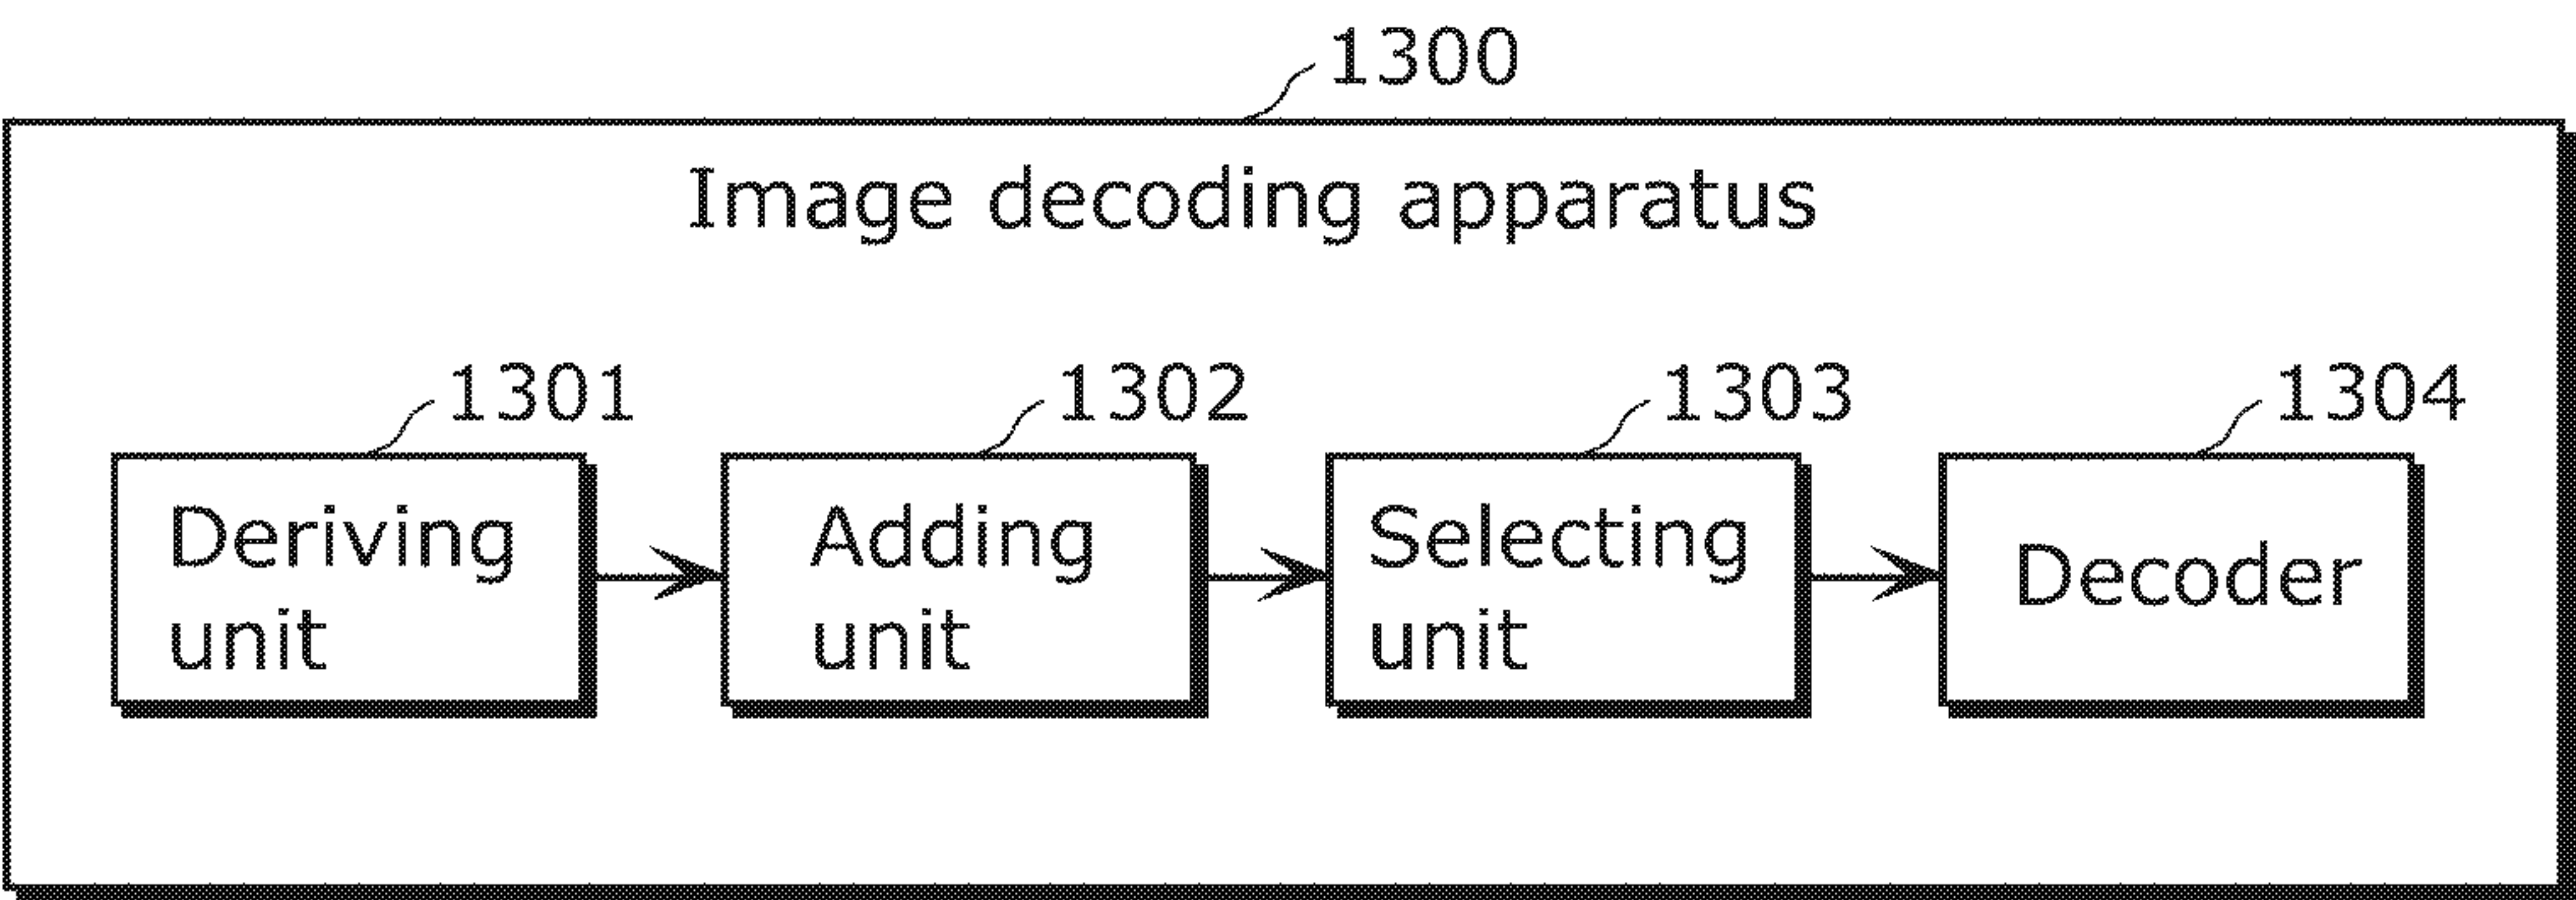 1300
Image decoding apparatus
1301
1302
1303
1304
Deriving
unit
Adding
unit
Selecting
unit
Decoder